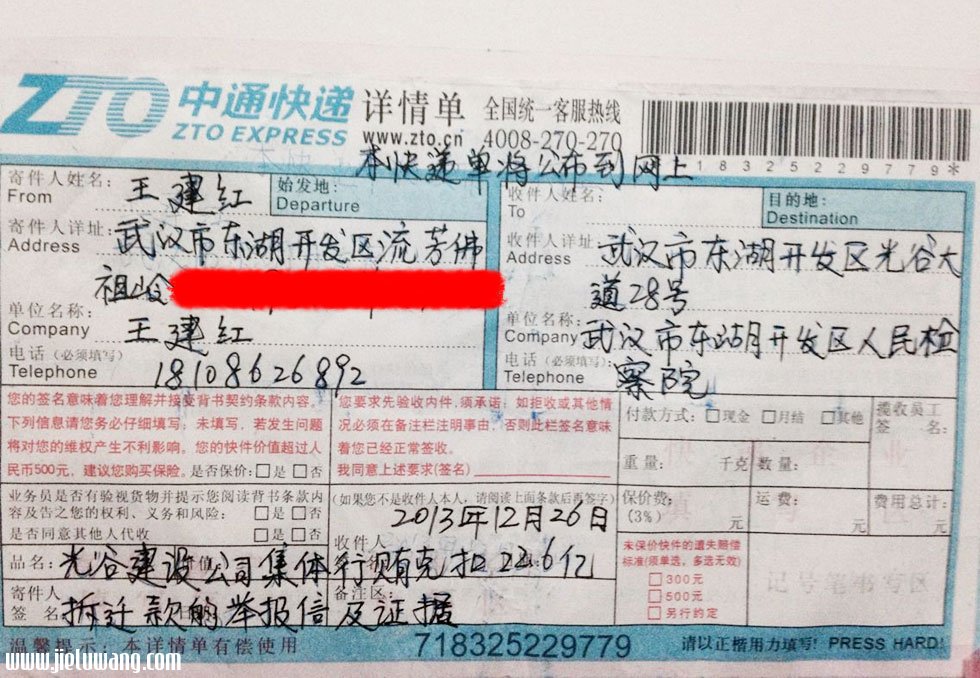 ZTO 中通快递 详情单 全国统一客服热线
ZTO EXPRESS www.zto.cn 4008-270-270
718325229779*
本快递单将公布到网上
寄件人姓名: 王建红 始发地:
From Departure
收件人姓名: 目的地:
To Destination
寄件人详址: 武汉市东湖开发区流芳佛
Address
祖岭
单位名称:
Company 王建红
电话(必须填写)
Telephone 18108626892
收件人详址: 武汉市东湖开发区光谷大
Address
道28号
单位名称:
Company 武汉市东湖开发区人民检
电话(必须填写)
Telephone 察院
您的签名意味着您理解并接受背书契约条款内容,
下列信息请您务必仔细填写;未填写,若发生问题
将对您的维权产生不利影响。您的快件价值超过人
民币500元,建议您购买保险。是否保价:□是□否
您要求先验收内件,须承诺:如拒收或其他情
况必须在备注栏注明事由,否则此栏签名意味
着您已经正常签收。
我同意上述要求(签名)
付款方式:□现金 □月结 □其他
揽收员工
签 名:
重量: 千克 数量:
业务员是否有验视货物并提示您阅读背书条款内
容及告之您的权利、义务和风险: □是□否
是否同意其他人代收 □是□否
(如果您不是收件人本人,请阅读上面条款后再签字)
2013年12月26日
收件人
保价费: 运费: 费用总计:
(3%) 元 元 元
品名: 光谷建设公司集体行贿克扣22.6亿
价值:
寄件人 备注区:
签 名 拆迁款的举报信及证据
未保价快件的遗失赔偿
标准(须单选,多选无效)
□300元
□500元
□另行约定
记号笔书写区
温馨提示:本详情单有偿使用 718325229779 请以正楷用力填写! PRESS HARD!
www.jieluwang.com